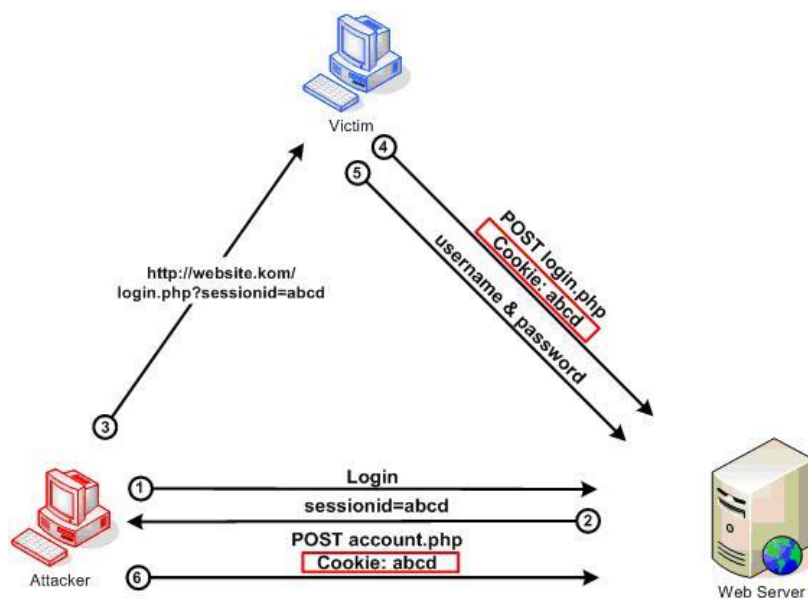 Victim
4
5
POST login.php
Cookie: abcd
username & password
http://website.kom/
login.php?sessionid=abcd
3
1
Login
sessionid=abcd
2
POST account.php
Cookie: abcd
6
Attacker
Web Server